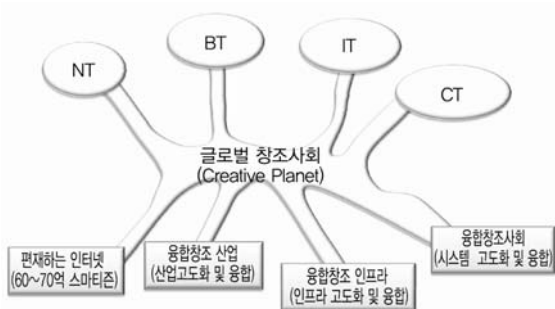 NT
BT
IT
CT
글로벌 창조사회
(Creative Planet)
편재하는 인터넷
(60~70억 스마티즌)
융합창조 산업
(산업고도화 및 융합)
융합창조 인프라
(인프라 고도화 및 융합)
융합창조사회
(시스템 고도화 및 융합)